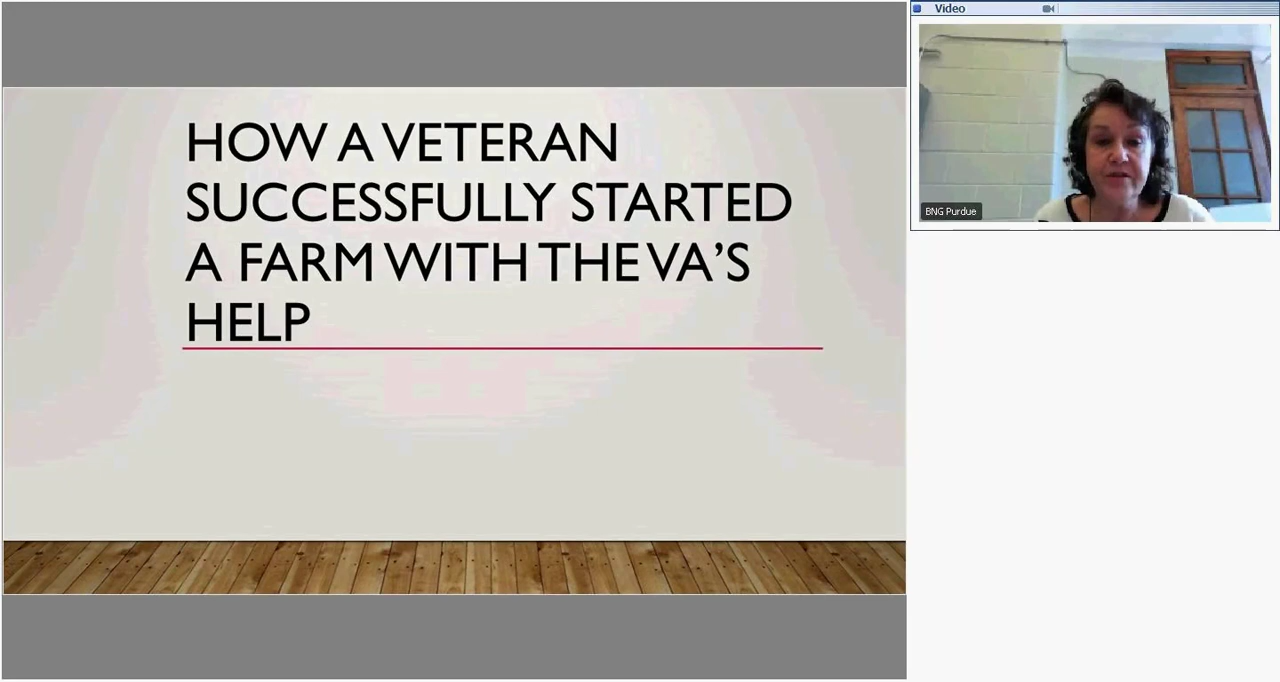 HOW A VETERAN
SUCCESSFULLY STARTED
A FARM WITH THE VA’S
HELP
Video
BNG Purdue